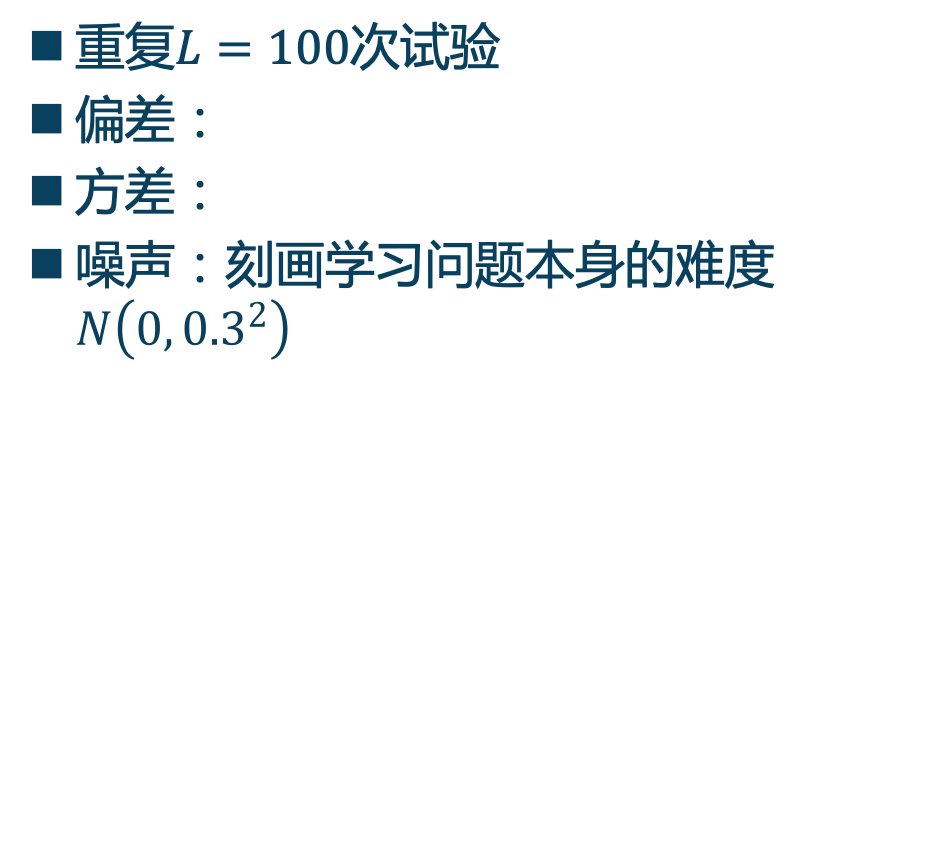 ■ 重复L = 100次试验
■ 偏差：
■ 方差：
■ 噪声：刻画学习问题本身的难度
N(0, 0.3²)